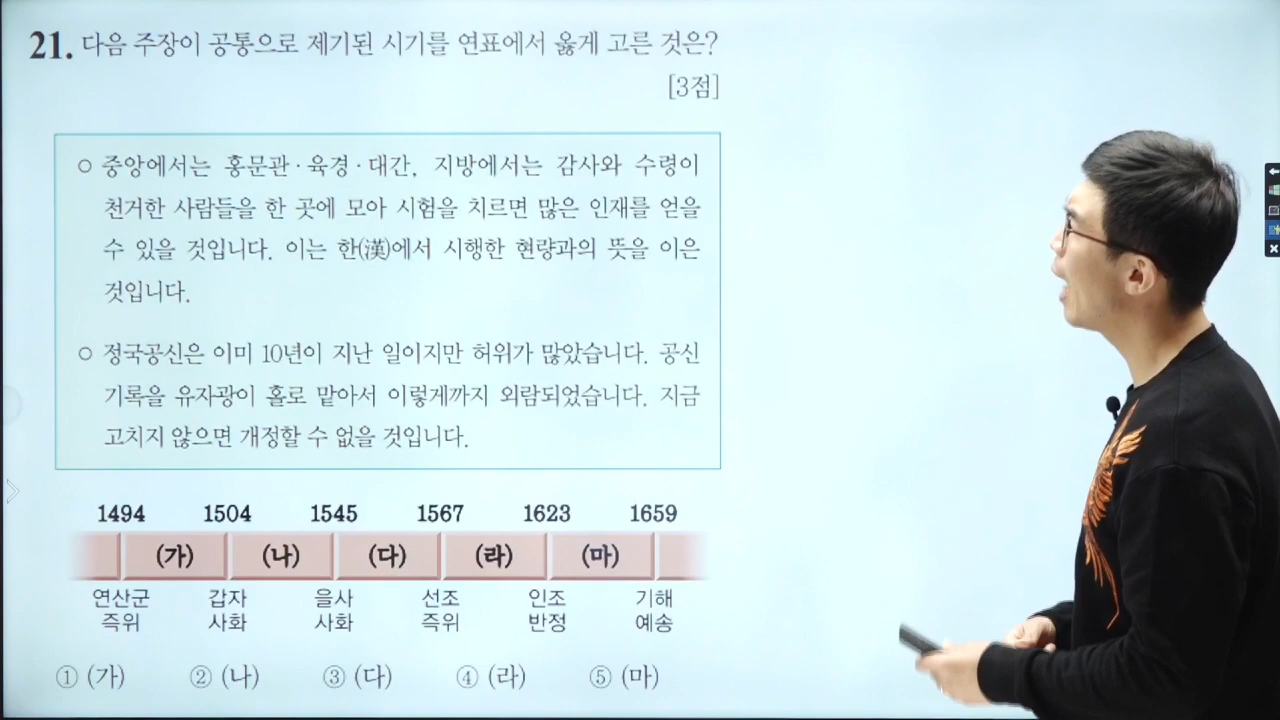 21. 다음 주장이 공통으로 제기된 시기를 연표에서 옳게 고른 것은?
[3점]
○ 중앙에서는 홍문관·육경·대간, 지방에서는 감사와 수령이
천거한 사람들을 한 곳에 모아 시험을 치르면 많은 인재를 얻을
수 있을 것입니다. 이는 한(漢)에서 시행한 현량과의 뜻을 이은
것입니다.
○ 정국공신은 이미 10년이 지난 일이지만 허위가 많았습니다. 공신
기록을 유자광이 홀로 맡아서 이렇게까지 외람되었습니다. 지금
고치지 않으면 개정할 수 없을 것입니다.
1494 1504 1545 1567 1623 1659
(가) (나) (다) (라) (마)
연산군 갑자 을사 선조 인조 기해
즉위 사화 사화 즉위 반정 예송
① (가) ② (나) ③ (다) ④ (라) ⑤ (마)